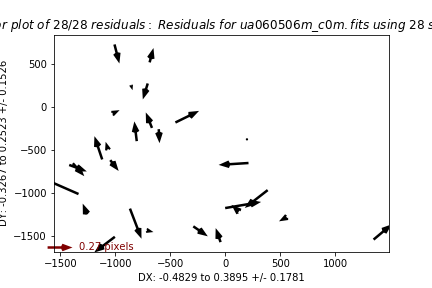 or plot of 28/28 residuals: Residuals for ua060506m_c0m.fits using 28 s
DY: -0.3267 to 0.2523 +/- 0.1526
500
0
−500
−1000
−1500
0.27 pixels
−1500 −1000 −500 0 500 1000
DX: -0.4829 to 0.3895 +/- 0.1781